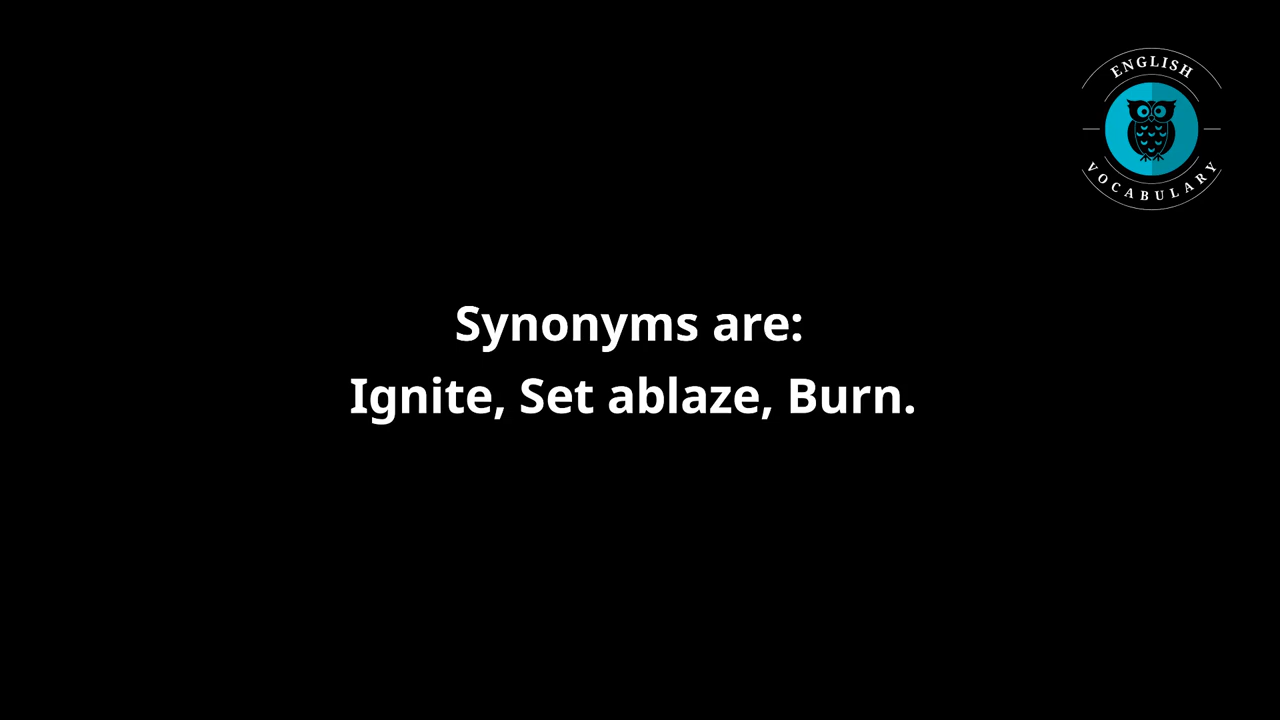 ENGLISH
VOCABULARY
Synonyms are:
Ignite, Set ablaze, Burn.